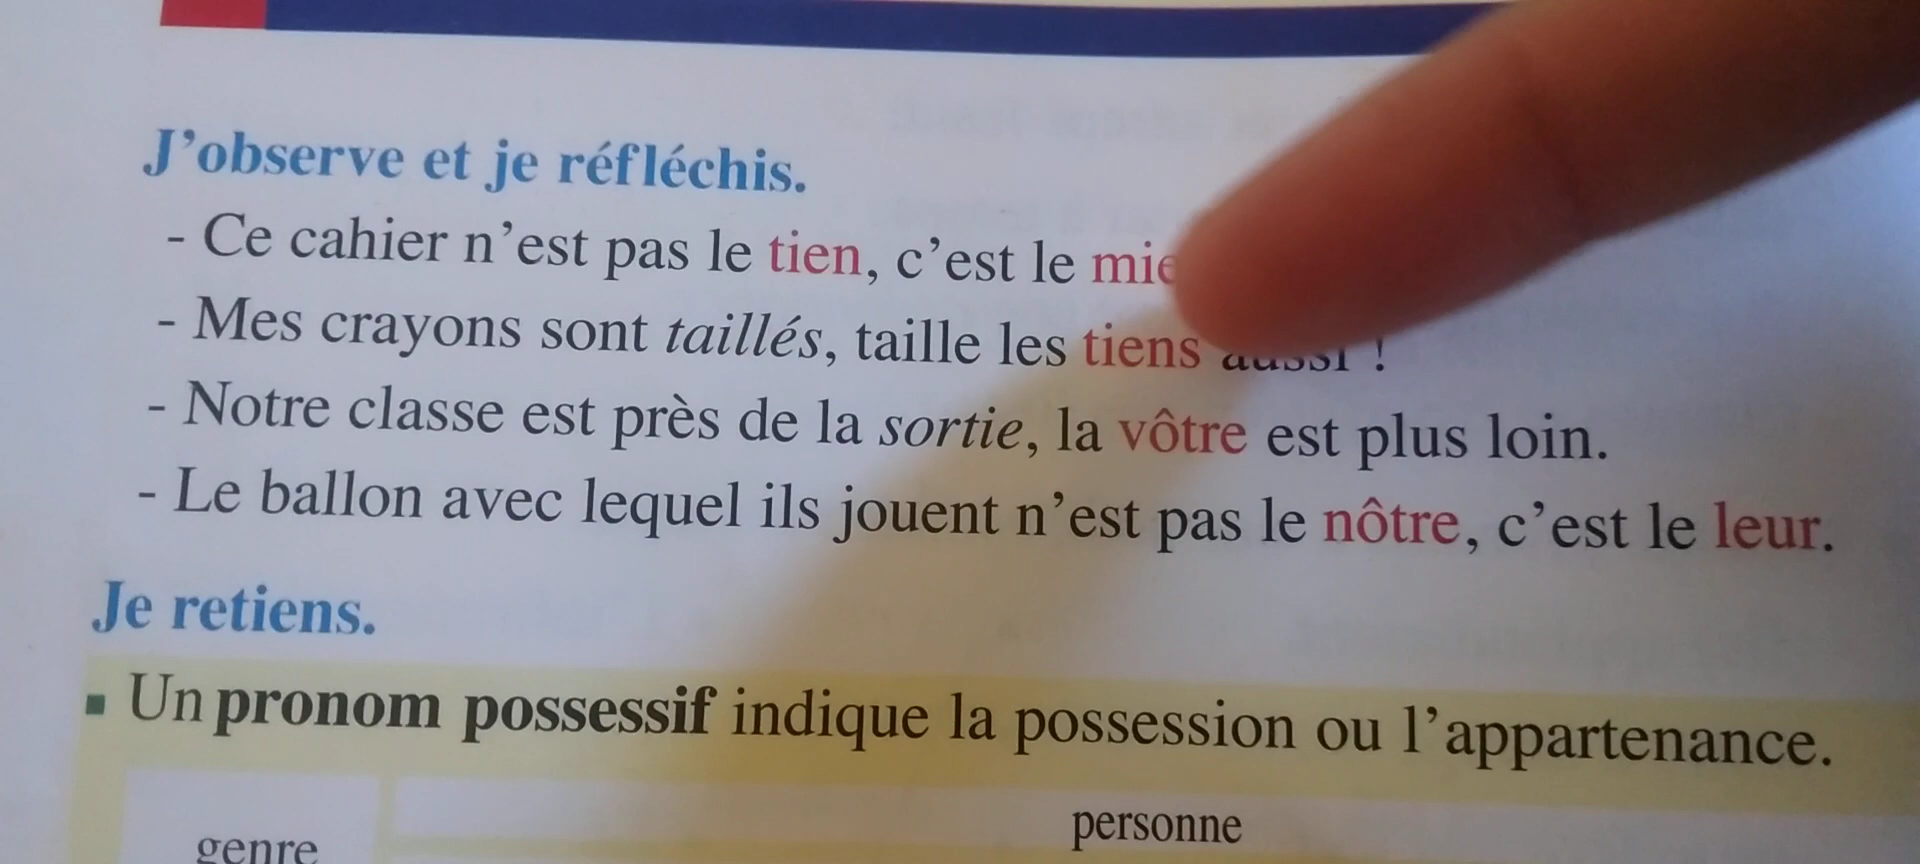 J'observe et je réfléchis.
- Ce cahier n'est pas le tien, c'est le mie
- Mes crayons sont taillés, taille les tiens aussi !
- Notre classe est près de la sortie, la vôtre est plus loin.
- Le ballon avec lequel ils jouent n'est pas le nôtre, c'est le leur.
Je retiens.
▪ Un pronom possessif indique la possession ou l'appartenance.
personne
genre